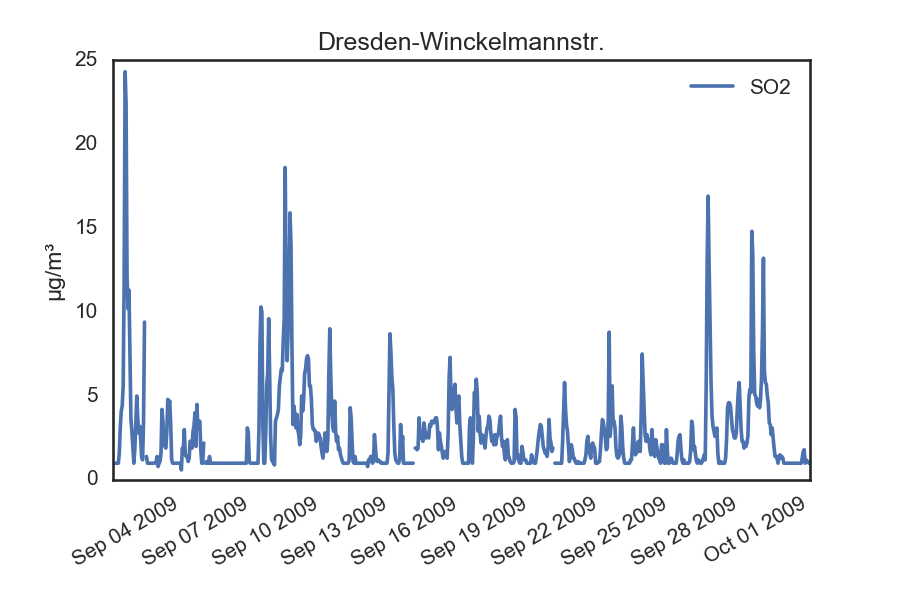 Dresden-Winckelmannstr.
25
20
15
10
5
0
µg/m³
SO2
Sep 04 2009
Sep 07 2009
Sep 10 2009
Sep 13 2009
Sep 16 2009
Sep 19 2009
Sep 22 2009
Sep 25 2009
Sep 28 2009
Oct 01 2009